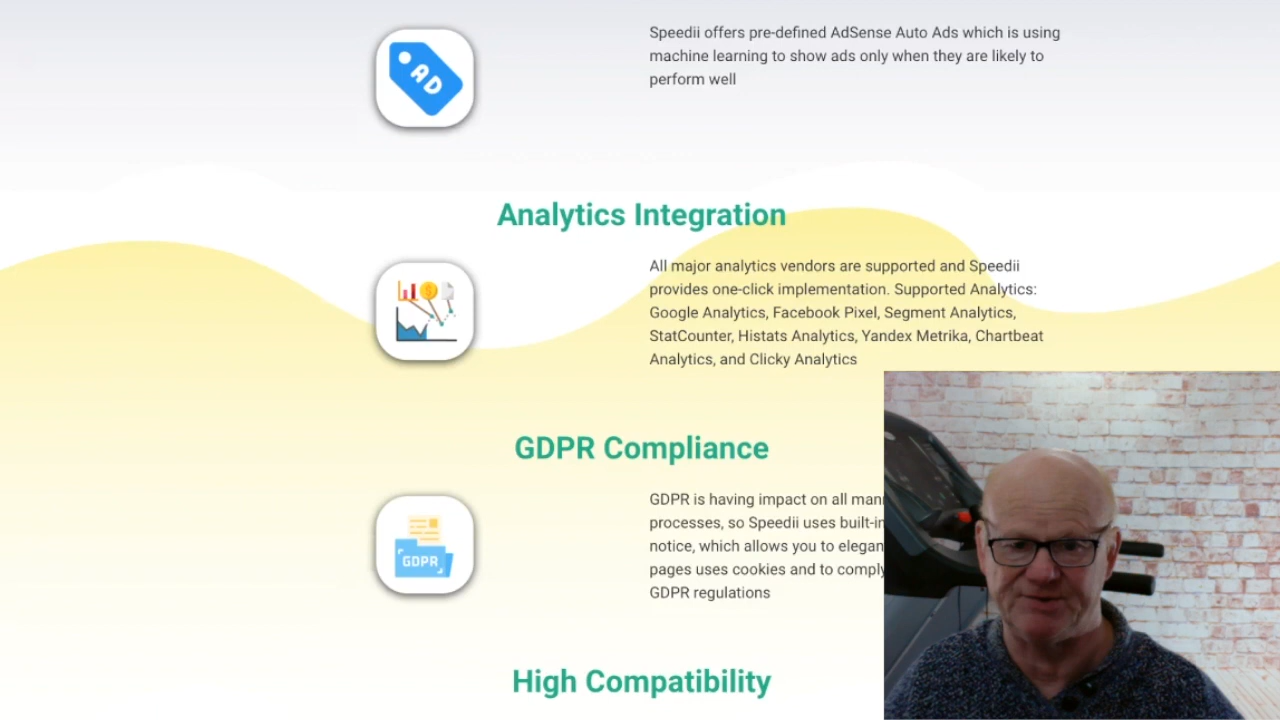 AD
Speedii offers pre-defined AdSense Auto Ads which is using
machine learning to show ads only when they are likely to
perform well
Analytics Integration
All major analytics vendors are supported and Speedii
provides one-click implementation. Supported Analytics:
Google Analytics, Facebook Pixel, Segment Analytics,
StatCounter, Histats Analytics, Yandex Metrika, Chartbeat
Analytics, and Clicky Analytics
GDPR Compliance
GDPR
GDPR is having impact on all
processes, so Speedii uses
notice, which allows you to
pages uses cookies and to comply
GDPR regulations
High Compatibility